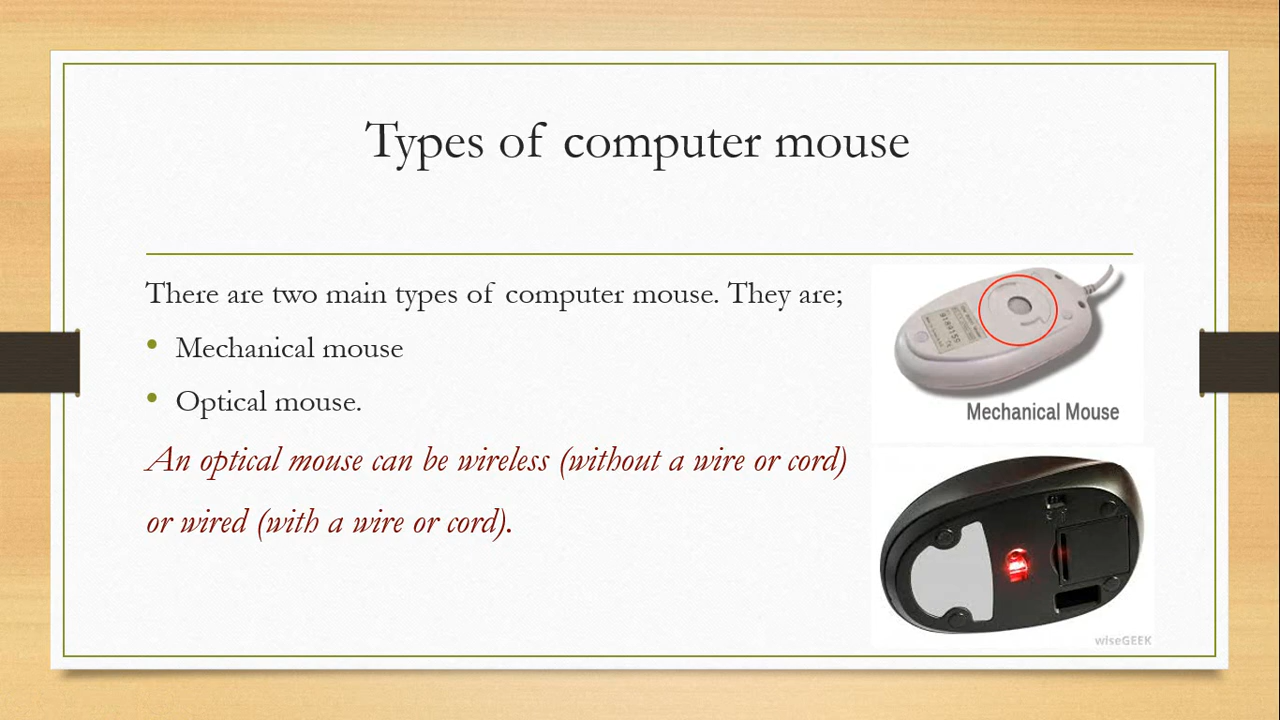 Types of computer mouse
There are two main types of computer mouse. They are;
• Mechanical mouse
• Optical mouse.
An optical mouse can be wireless (without a wire or cord)
or wired (with a wire or cord).
Mechanical Mouse
wiseGEEK